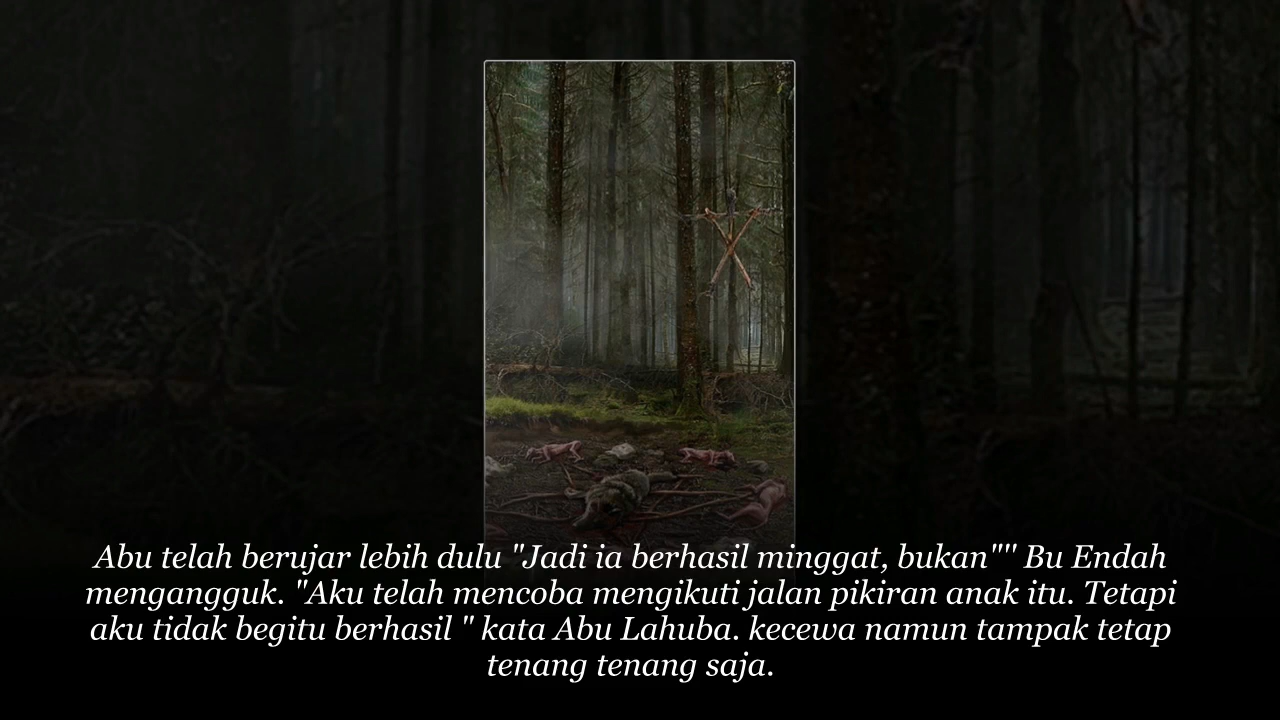 Abu telah berujar lebih dulu "Jadi ia berhasil minggat, bukan"" Bu Endah
mengangguk. "Aku telah mencoba mengikuti jalan pikiran anak itu. Tetapi
aku tidak begitu berhasil " kata Abu Lahuba. kecewa namun tampak tetap
tenang tenang saja.